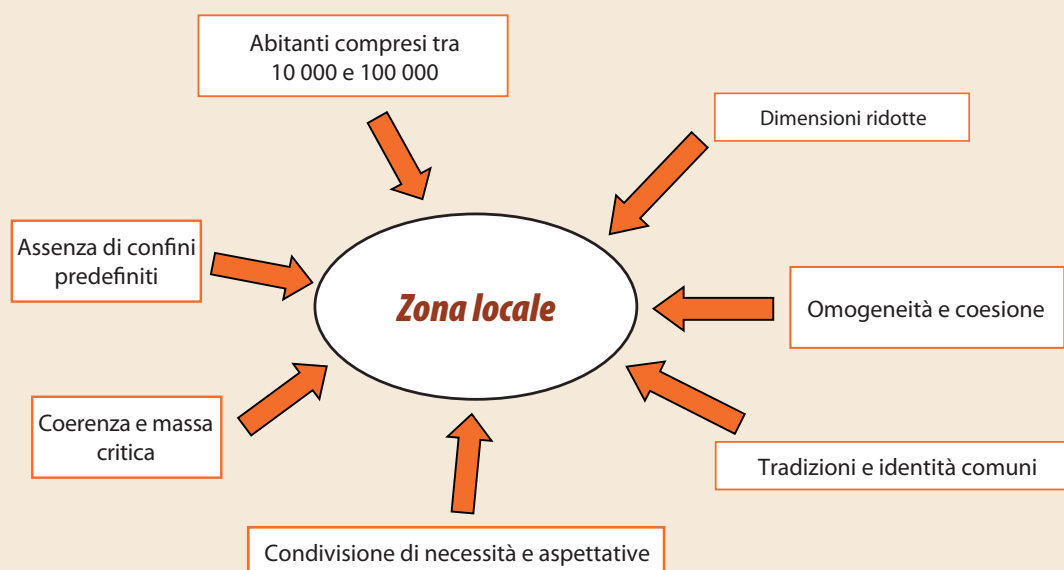 Abitanti compresi tra
10 000 e 100 000
Dimensioni ridotte
Assenza di confini
predefiniti
Zona locale
Omogeneità e coesione
Coerenza e massa
critica
Tradizioni e identità comuni
Condivisione di necessità e aspettative